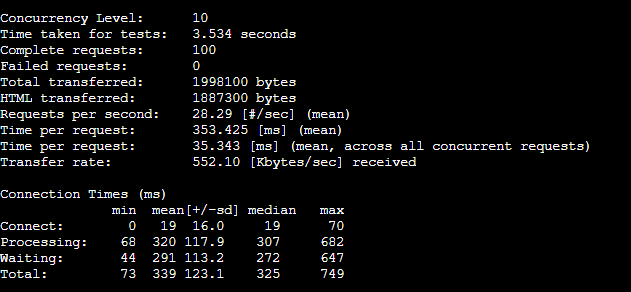 Concurrency Level:      10
Time taken for tests:   3.534 seconds
Complete requests:      100
Failed requests:        0
Total transferred:      1998100 bytes
HTML transferred:       1887300 bytes
Requests per second:    28.29 [#/sec] (mean)
Time per request:       353.425 [ms] (mean)
Time per request:       35.343 [ms] (mean, across all concurrent requests)
Transfer rate:          552.10 [Kbytes/sec] received

Connection Times (ms)
              min  mean[+/-sd] median   max
Connect:        0   19  16.0     19      70
Processing:    68  320 117.9    307     682
Waiting:       44  291 113.2    272     647
Total:         73  339 123.1    325     749